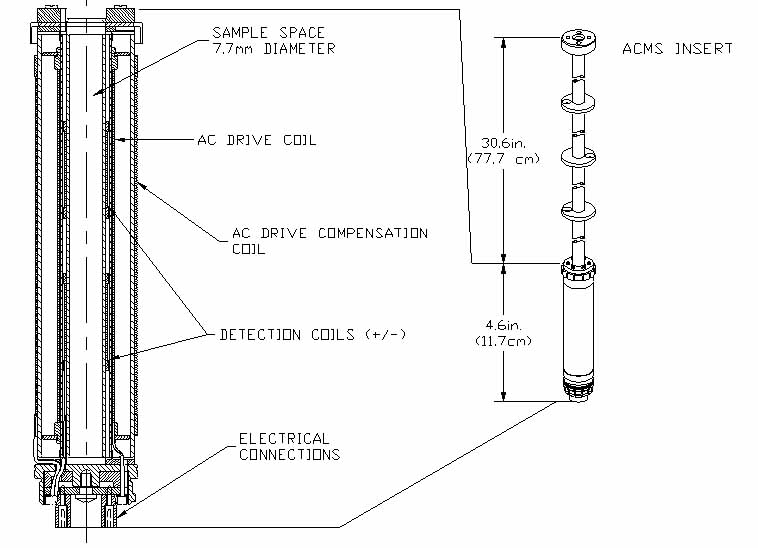 SAMPLE SPACE
7.7mm DIAMETER
ACMS INSERT
AC DRIVE COIL
30.6in.
(77.7 cm)
AC DRIVE COMPENSATION
COIL
DETECTION COILS (+/-)
4.6in.
(11.7cm)
ELECTRICAL
CONNECTIONS